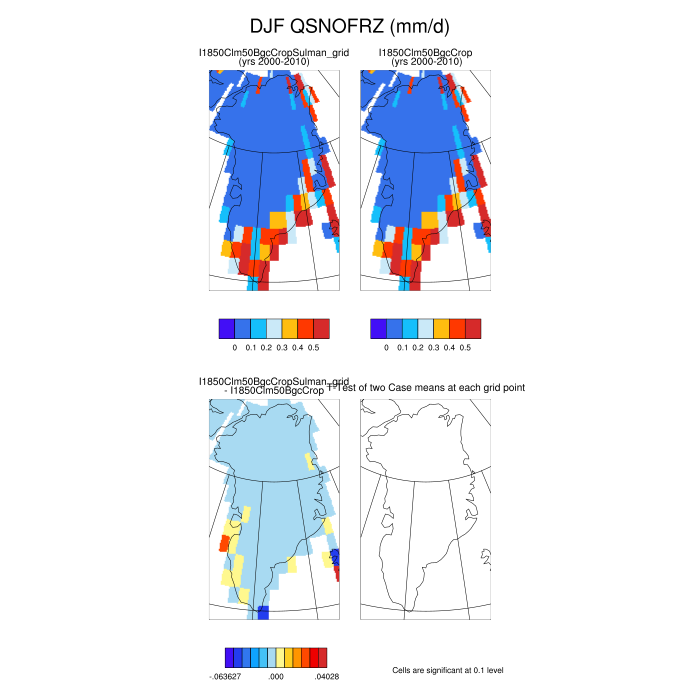 DJF QSNOFRZ (mm/d)
I1850Clm50BgcCropSulman_grid
(yrs 2000-2010)
I1850Clm50BgcCrop
(yrs 2000-2010)
0 0.1 0.2 0.3 0.4 0.5
0 0.1 0.2 0.3 0.4 0.5
I1850Clm50BgcCropSulman_grid
- I1850Clm50BgcCrop
T-Test of two Case means at each grid point
-.063627 .000 .04028
Cells are significant at 0.1 level